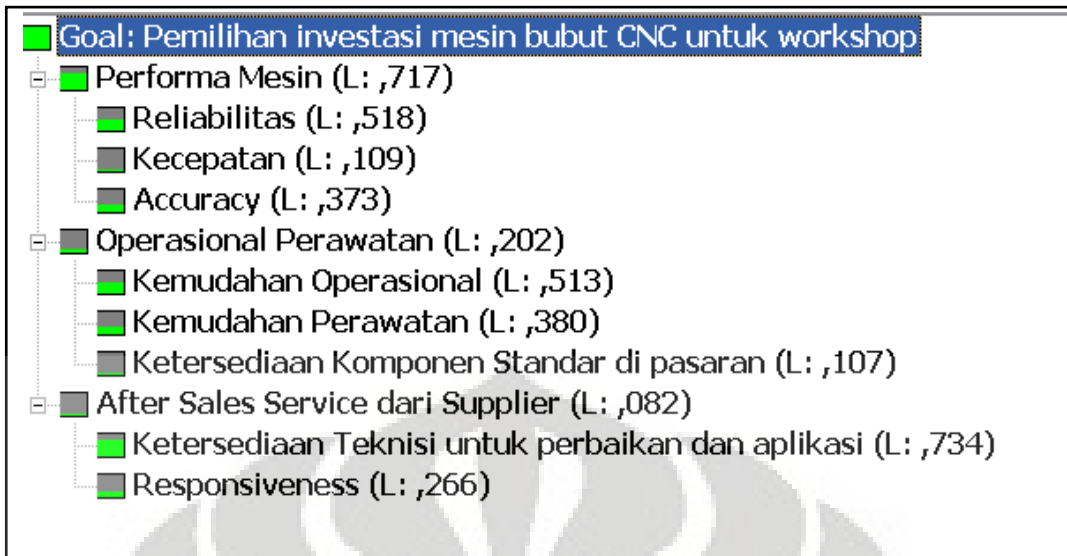 Goal: Pemilihan investasi mesin bubut CNC untuk workshop
Performa Mesin (L: ,717)
Reliabilitas (L: ,518)
Kecepatan (L: ,109)
Accuracy (L: ,373)
Operasional Perawatan (L: ,202)
Kemudahan Operasional (L: ,513)
Kemudahan Perawatan (L: ,380)
Ketersediaan Komponen Standar di pasaran (L: ,107)
After Sales Service dari Supplier (L: ,082)
Ketersediaan Teknisi untuk perbaikan dan aplikasi (L: ,734)
Responsiveness (L: ,266)